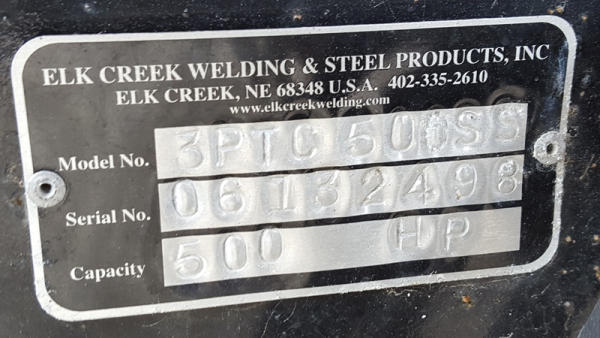 ELK CREEK WELDING & STEEL PRODUCTS, INC
ELK CREEK, NE 68348 U.S.A. 402-335-2610
www.elkcreekwelding.com
Model No. 3PTC 500SS
Serial No. 06132498
Capacity 500 HP